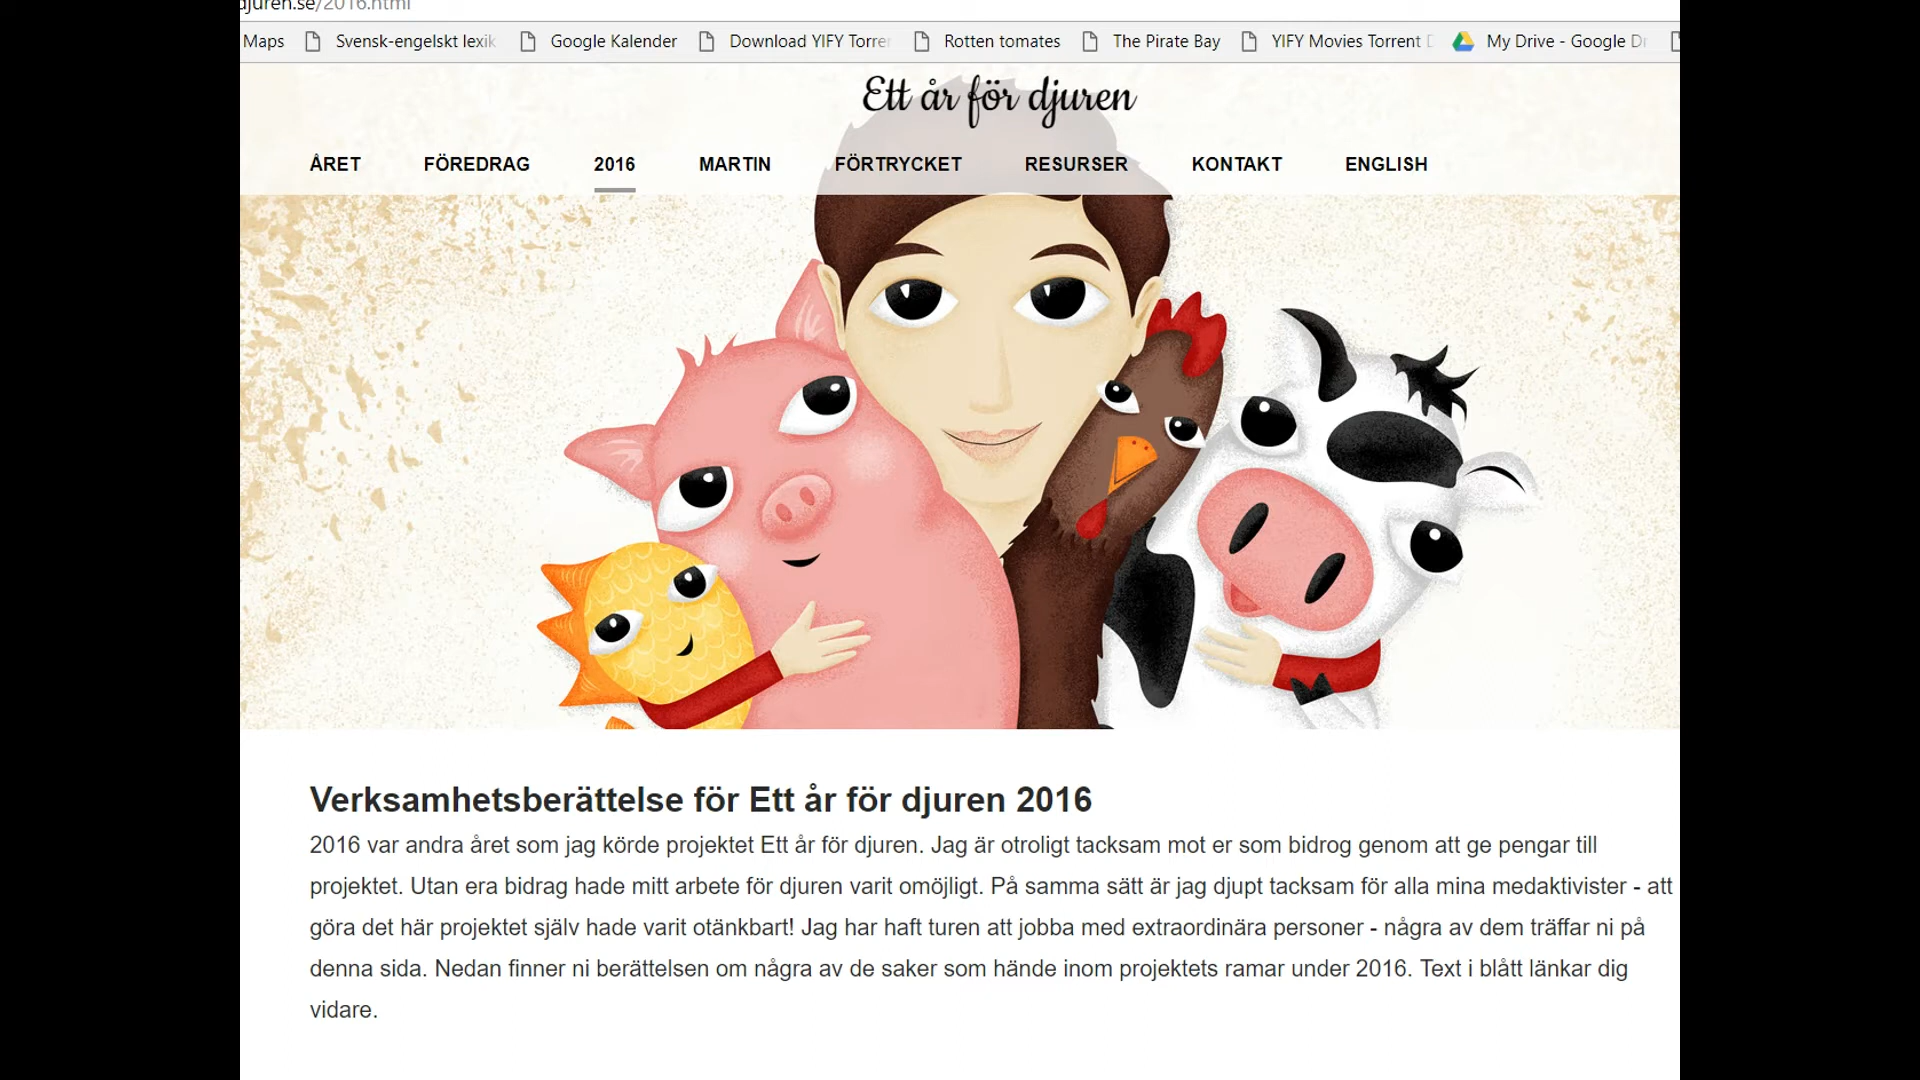 djuren.se/2016.html
Maps Svensk-engelskt lexik Google Kalender Download YIFY Torrer Rotten tomates The Pirate Bay YIFY Movies Torrent D My Drive - Google Dr
Ett år för djuren
ÅRET FÖREDRAG 2016 MARTIN FÖRTRYCKET RESURSER KONTAKT ENGLISH
Verksamhetsberättelse för Ett år för djuren 2016
2016 var andra året som jag körde projektet Ett år för djuren. Jag är otroligt tacksam mot er som bidrog genom att ge pengar till
projektet. Utan era bidrag hade mitt arbete för djuren varit omöjligt. På samma sätt är jag djupt tacksam för alla mina medaktivister - att
göra det här projektet själv hade varit otänkbart! Jag har haft turen att jobba med extraordinära personer - några av dem träffar ni på
denna sida. Nedan finner ni berättelsen om några av de saker som hände inom projektets ramar under 2016. Text i blått länkar dig
vidare.